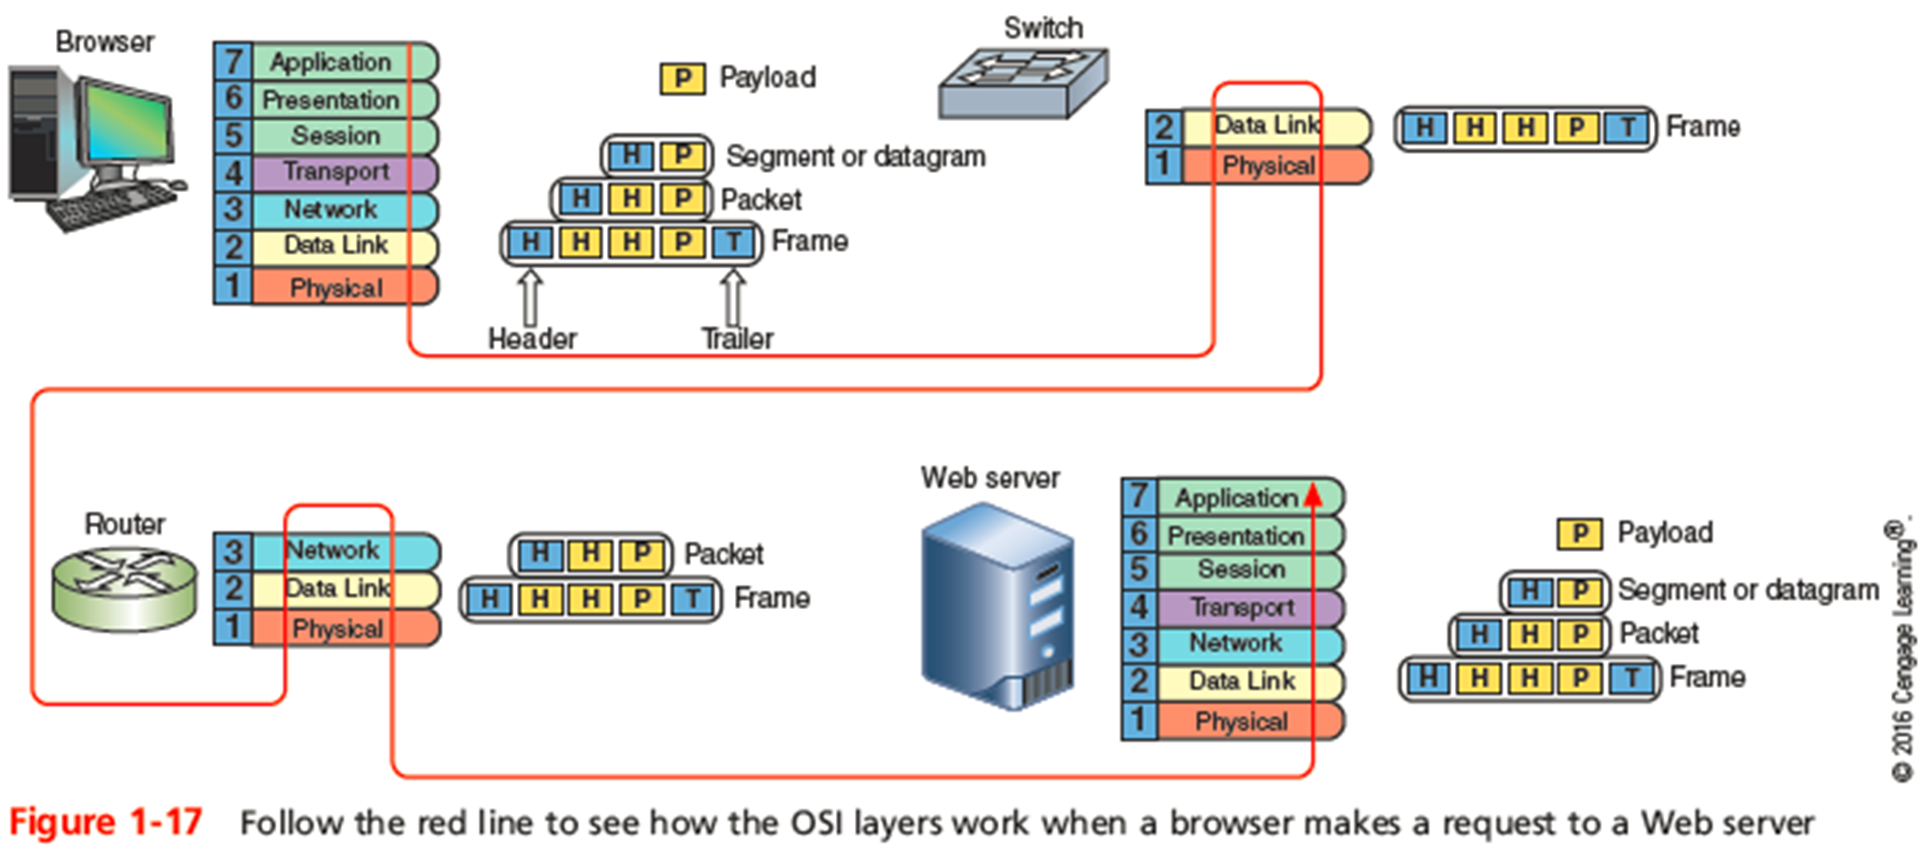 Browser
7 Application
6 Presentation
5 Session
4 Transport
3 Network
2 Data Link
1 Physical
P Payload
H P Segment or datagram
H H P Packet
H H H P T Frame
Header Trailer
Switch
2 Data Link
1 Physical
H H H P T Frame
Router
3 Network
2 Data Link
1 Physical
H H P Packet
H H H P T Frame
Web server
7 Application
6 Presentation
5 Session
4 Transport
3 Network
2 Data Link
1 Physical
P Payload
H P Segment or datagram
H H P Packet
H H H P T Frame
© 2016 Cengage Learning®.
Figure 1-17 Follow the red line to see how the OSI layers work when a browser makes a request to a Web server